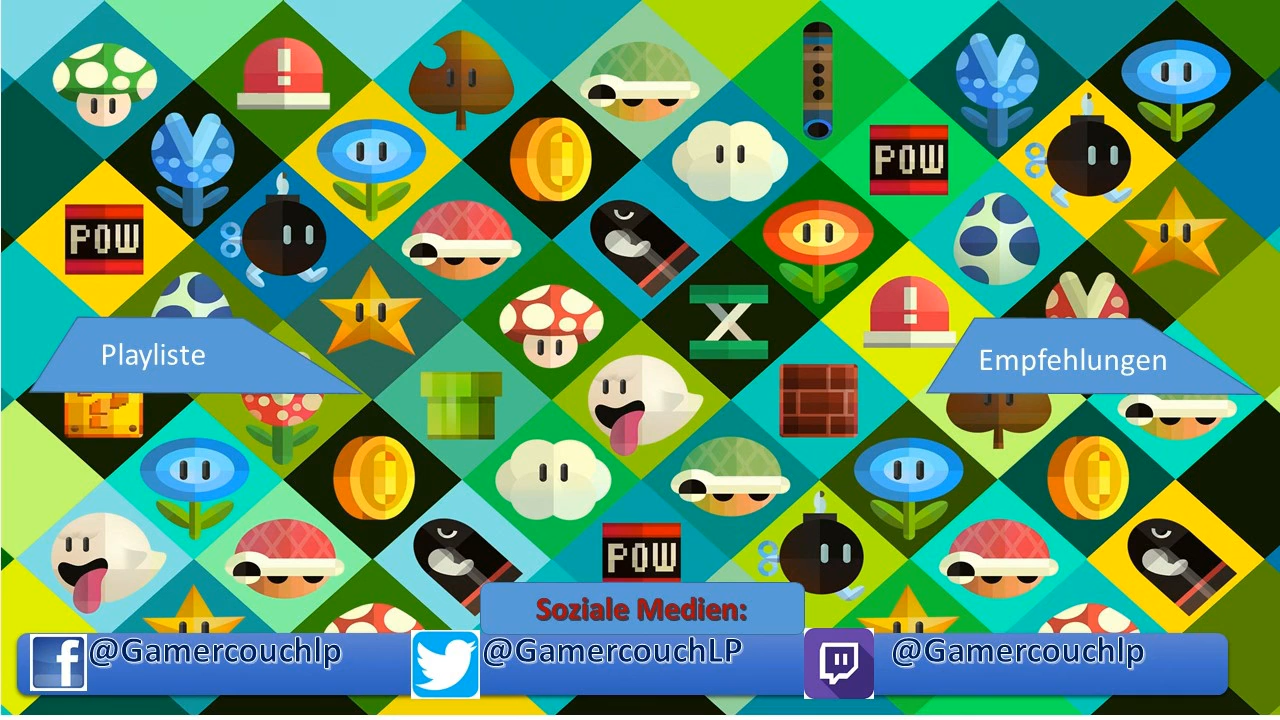 POW
POW
Playliste
Empfehlungen
POW
Soziale Medien:
@Gamercouchlp
@GamercouchLP
@Gamercouchlp